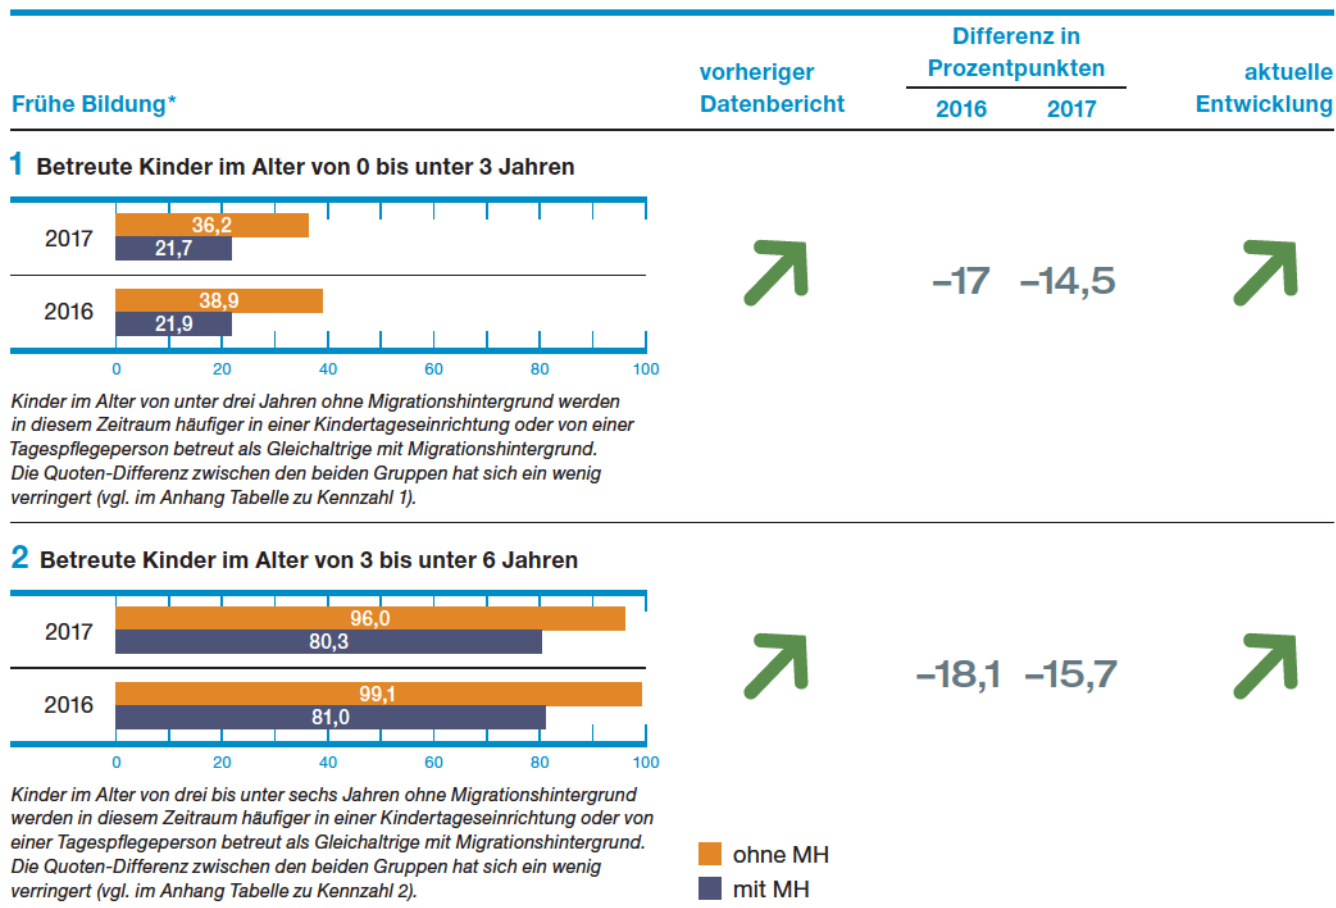 Differenz in
vorheriger Prozentpunkten aktuelle
Frühe Bildung* Datenbericht 2016 2017 Entwicklung
1 Betreute Kinder im Alter von 0 bis unter 3 Jahren
2017 36,2
21,7
2016 38,9
21,9
–17 –14,5
0 20 40 60 80 100
Kinder im Alter von unter drei Jahren ohne Migrationshintergrund werden
in diesem Zeitraum häufiger in einer Kindertageseinrichtung oder von einer
Tagespflegeperson betreut als Gleichaltrige mit Migrationshintergrund.
Die Quoten-Differenz zwischen den beiden Gruppen hat sich ein wenig
verringert (vgl. im Anhang Tabelle zu Kennzahl 1).
2 Betreute Kinder im Alter von 3 bis unter 6 Jahren
2017 96,0
80,3
2016 99,1
81,0
–18,1 –15,7
0 20 40 60 80 100
Kinder im Alter von drei bis unter sechs Jahren ohne Migrationshintergrund
werden in diesem Zeitraum häufiger in einer Kindertageseinrichtung oder von
einer Tagespflegeperson betreut als Gleichaltrige mit Migrationshintergrund.
Die Quoten-Differenz zwischen den beiden Gruppen hat sich ein wenig
verringert (vgl. im Anhang Tabelle zu Kennzahl 2).
ohne MH
mit MH